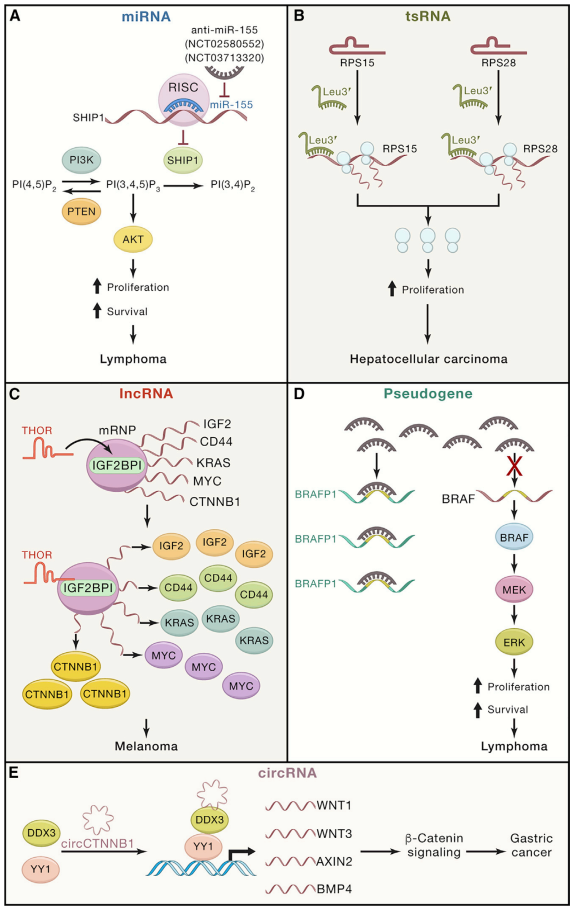 A
miRNA
anti-miR-155
(NCT02580552)
(NCT03713320)
RISC
miR-155
SHIP1
PI3K
SHIP1
PI(4,5)P2
PI(3,4,5)P3
PI(3,4)P2
PTEN
AKT
Proliferation
Survival
Lymphoma
B
tsRNA
RPS15
RPS28
Leu3′
Leu3′
Leu3′
RPS15
Leu3′
RPS28
Proliferation
Hepatocellular carcinoma
C
lncRNA
THOR
mRNP
IGF2BPI
IGF2
CD44
KRAS
MYC
CTNNB1
THOR
IGF2BPI
IGF2
IGF2
IGF2
CD44
CD44
CD44
KRAS
KRAS
KRAS
MYC
MYC
MYC
CTNNB1
CTNNB1
CTNNB1
Melanoma
D
Pseudogene
X
BRAFP1
BRAF
BRAFP1
BRAF
BRAFP1
MEK
ERK
Proliferation
Survival
Lymphoma
E
circRNA
DDX3
YY1
circCTNNB1
DDX3
YY1
WNT1
WNT3
AXIN2
BMP4
β-Catenin
signaling
Gastric
cancer